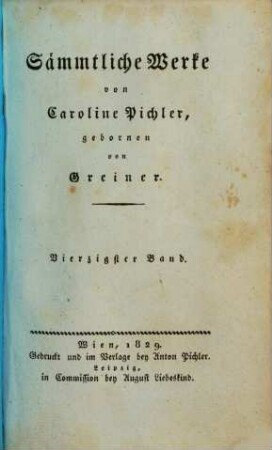 Sämmtliche Werke
von
Caroline Pichler,
gebornen
von
Greiner.
Vierzigster Band.
Wien, 1829.
Gedruckt und im Verlage bey Anton Pichler.
Leipzig,
in Commission bey August Liebeskind.